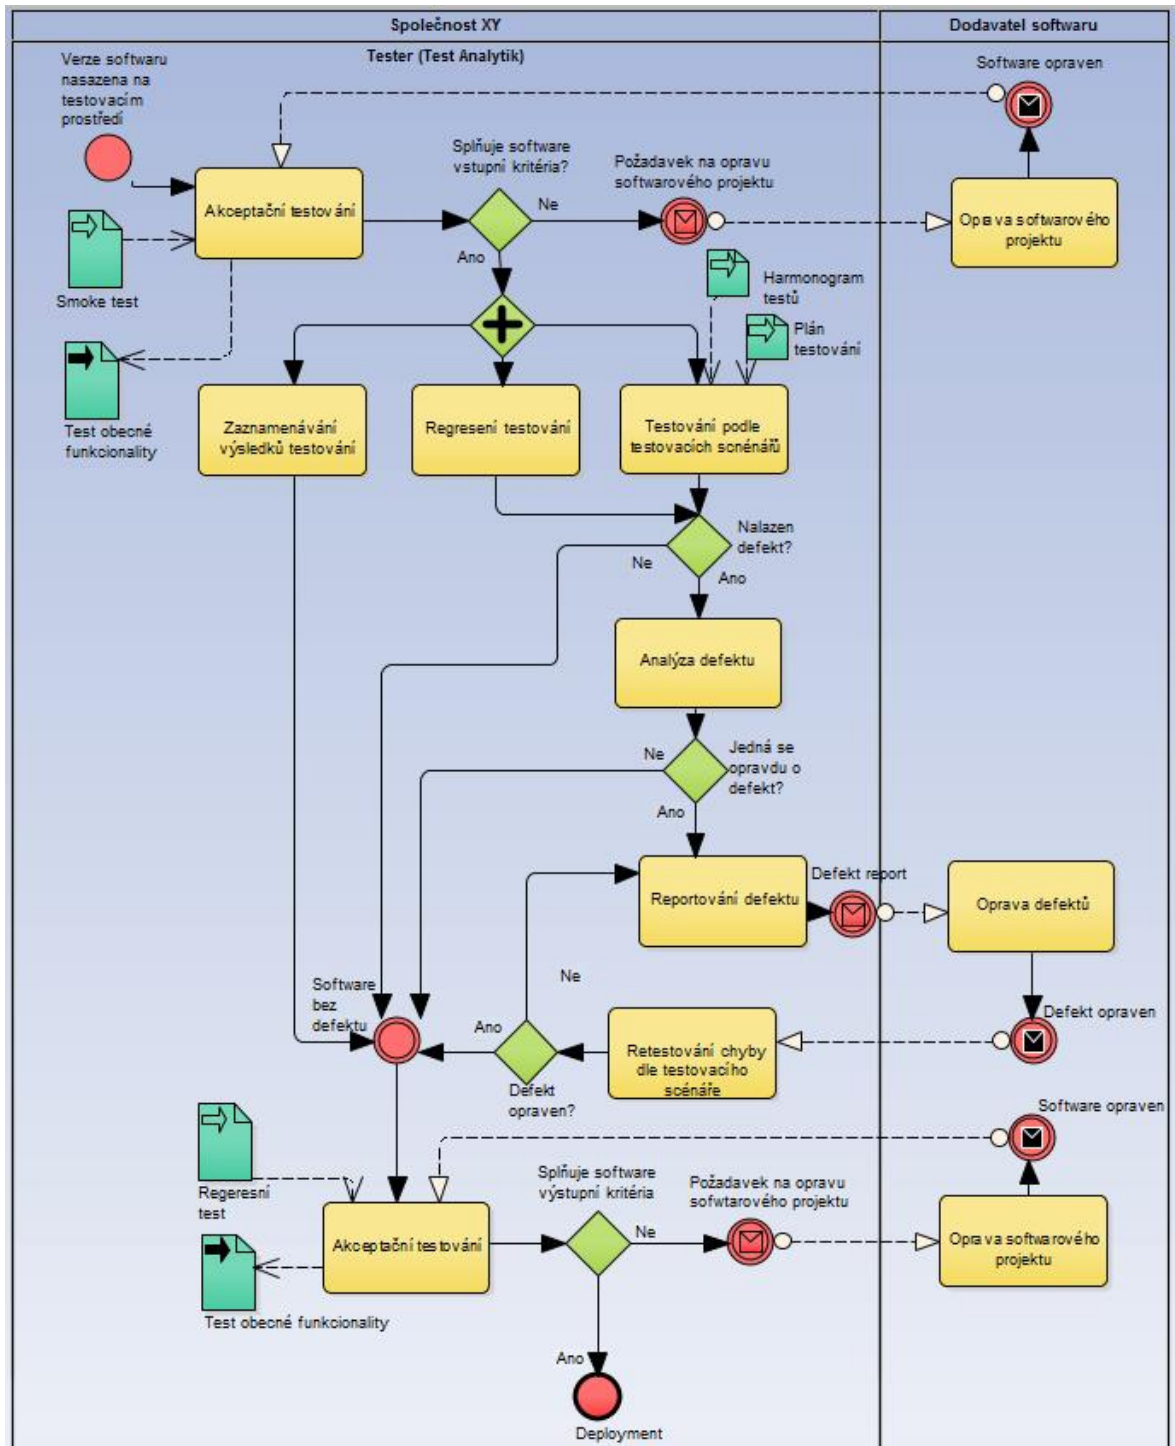 Společnost XY
Dodavatel softwaru
Tester (Test Analytik)
Verze softwaru
nasazena na
testovacím
prostředí
Software opraven
Splňuje software
vstupní kritéria?
Požadavek na opravu
softwarového projektu
Akceptační testování
Ne
Oprava softwarového
projektu
Ano
Smoke test
Harmonogram
testů
Plán
testování
Test obecné
funkcionality
Zaznamenávání
výsledků testování
Regresení testování
Testování podle
testovacích scnénářů
Nalazen
defekt?
Ne
Ano
Analýza defektu
Ne
Jedná se
opravdu o
defekt?
Ano
Reportování defektu
Defekt report
Oprava defektů
Ne
Software
bez
defektu
Ano
Defekt opraven
Retestování chyby
dle testovacího
scénáře
Defekt
opraven?
Software opraven
Splňuje software
výstupní kritéria
Požadavek na opravu
sofwtarového projektu
Regeresní
test
Akceptační testování
Ne
Oprava softwarového
projektu
Test obecné funkcionality
Ano
Deployment